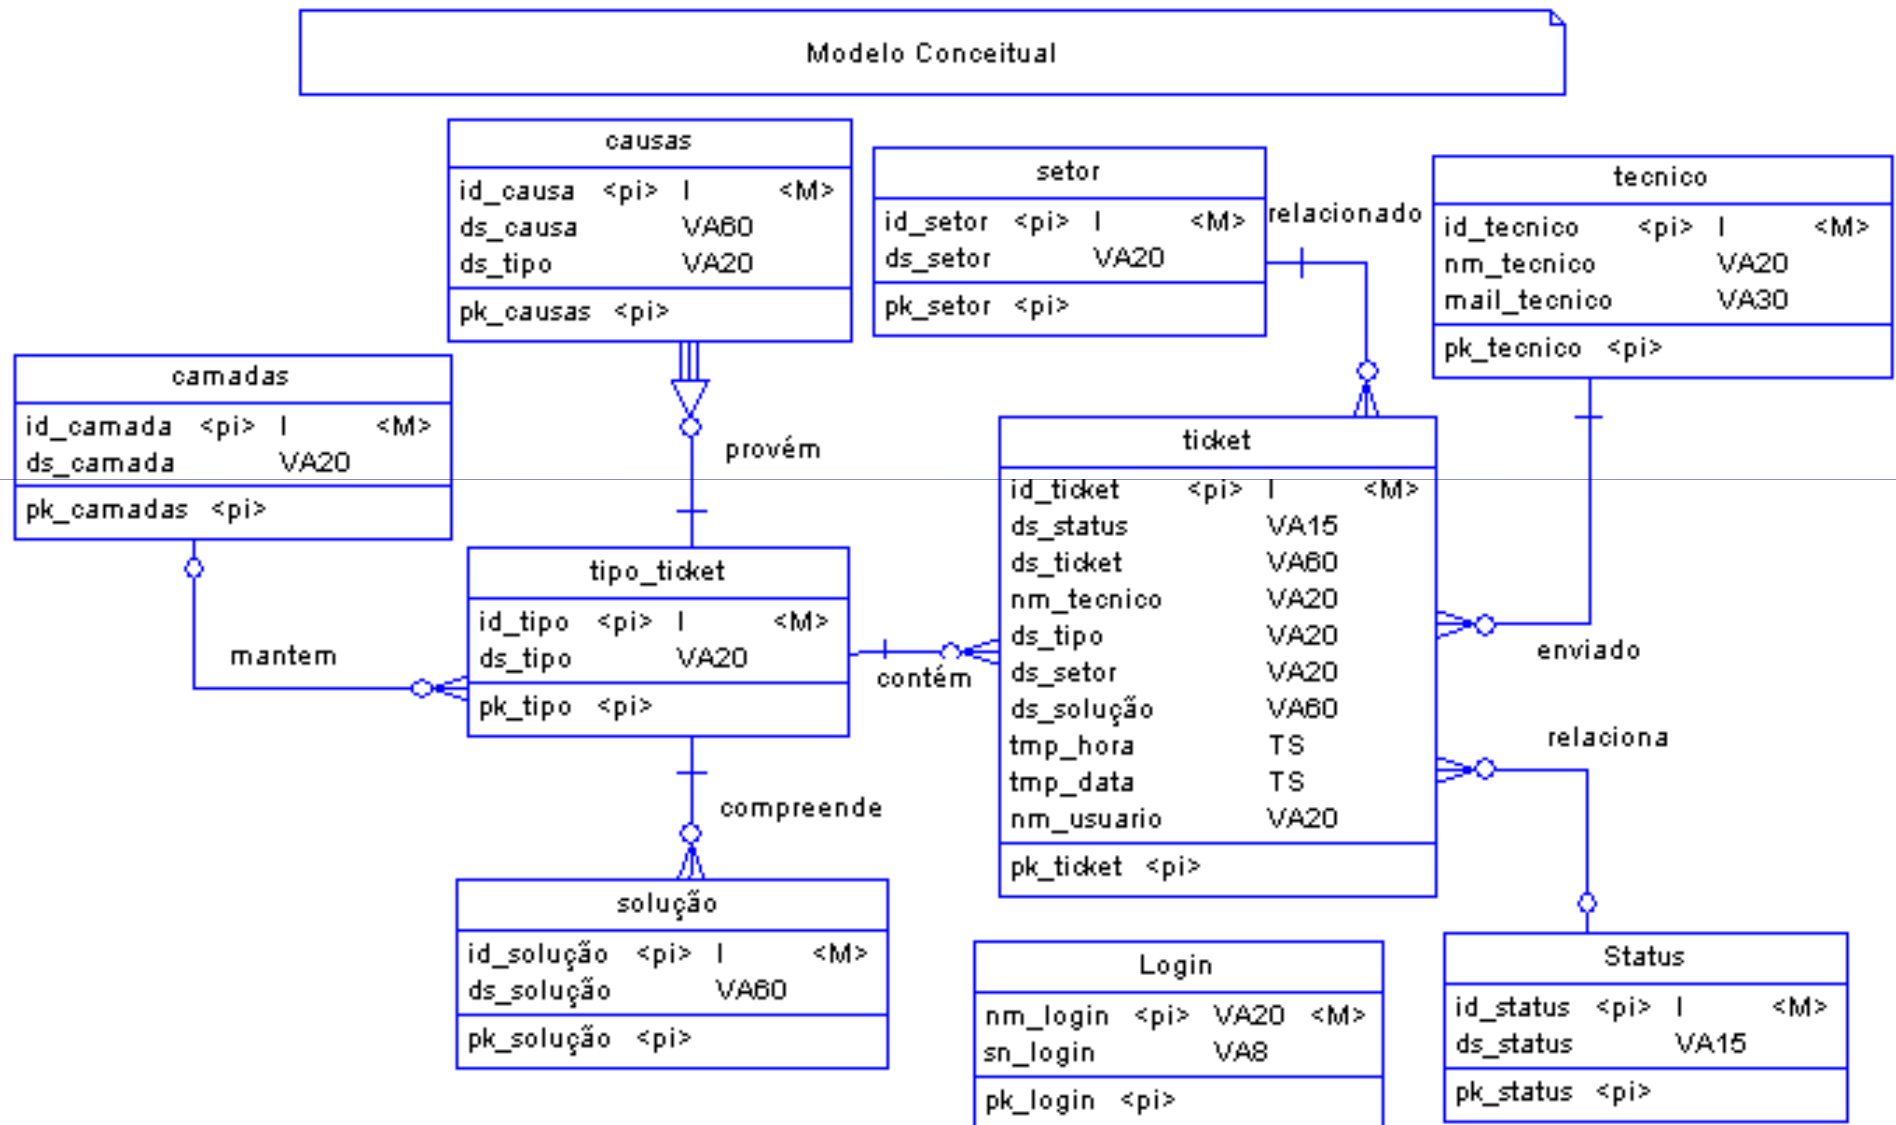 Modelo Conceitual
causas
id_causa <pi> I <M>
ds_causa VA60
ds_tipo VA20
pk_causas <pi>
setor
id_setor <pi> I <M>
ds_setor VA20
pk_setor <pi>
relacionado
tecnico
id_tecnico <pi> I <M>
nm_tecnico VA20
mail_tecnico VA30
pk_tecnico <pi>
camadas
id_camada <pi> I <M>
ds_camada VA20
pk_camadas <pi>
provém
mantem
tipo_ticket
id_tipo <pi> I <M>
ds_tipo VA20
pk_tipo <pi>
contém
ticket
id_ticket <pi> I <M>
ds_status VA15
ds_ticket VA60
nm_tecnico VA20
ds_tipo VA20
ds_setor VA20
ds_solução VA60
tmp_hora TS
tmp_data TS
nm_usuario VA20
pk_ticket <pi>
enviado
relaciona
compreende
solução
id_solução <pi> I <M>
ds_solução VA60
pk_solução <pi>
Login
nm_login <pi> VA20 <M>
sn_login VA8
pk_login <pi>
Status
id_status <pi> I <M>
ds_status VA15
pk_status <pi>